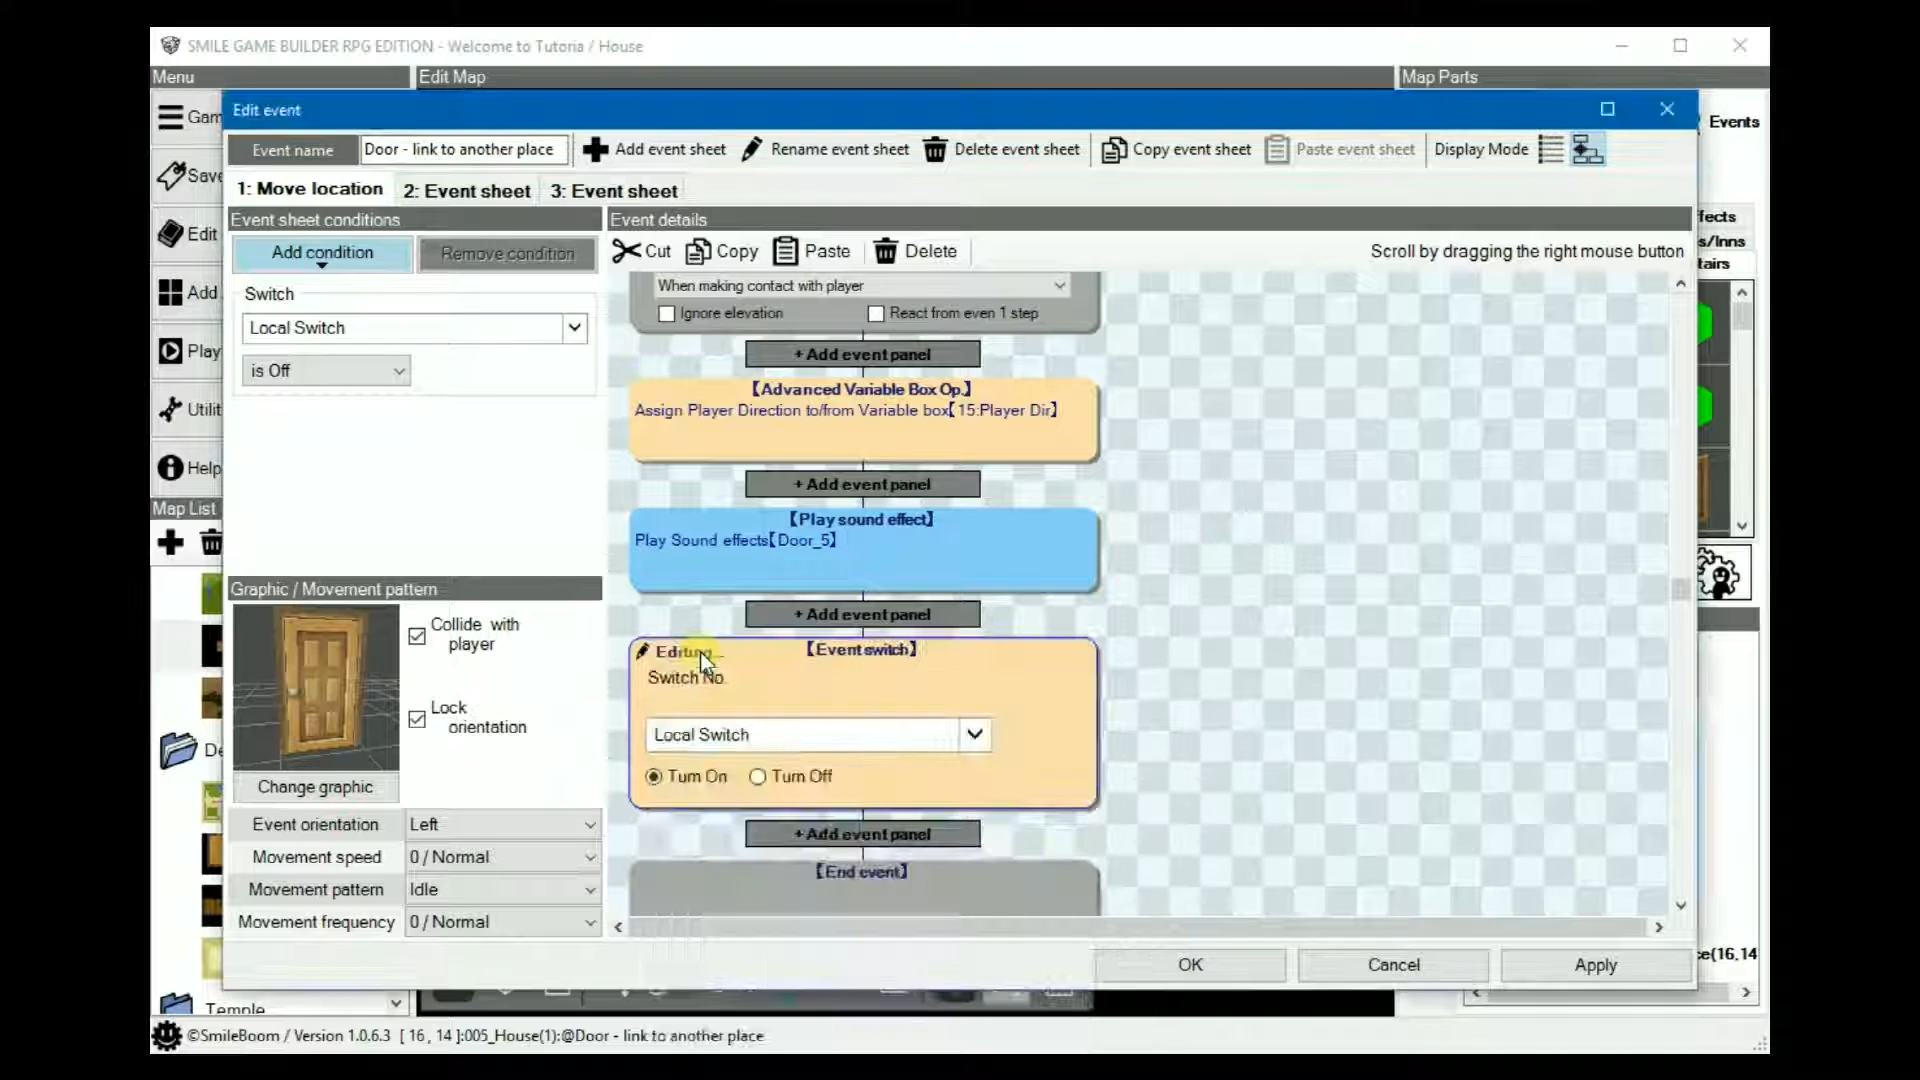 SMILE GAME BUILDER RPG EDITION - Welcome to Tutoria / House
Menu
Edit Map
Map Parts
Edit event
Event name
Door - link to another place
Add event sheet
Rename event sheet
Delete event sheet
Copy event sheet
Paste event sheet
Display Mode
Events
1: Move location
2: Event sheet
3: Event sheet
Event sheet conditions
Event details
Add condition
Remove condition
Cut
Copy
Paste
Delete
Scroll by dragging the right mouse button
Switch
Local Switch
is Off
When making contact with player
Ignore elevation
React from even 1 step
+ Add event panel
【Advanced Variable Box Op.】
Assign Player Direction to/from Variable box【15:Player Dir】
+ Add event panel
【Play sound effect】
Play Sound effects【Door_5】
+ Add event panel
Editing...
【Event switch】
Switch No.
Local Switch
Turn On
Turn Off
+ Add event panel
【End event】
Graphic / Movement pattern
Collide with
player
Lock
orientation
Change graphic
Event orientation
Left
Movement speed
0 / Normal
Movement pattern
Idle
Movement frequency
0 / Normal
OK
Cancel
Apply
Gam
Save
Edit
Add
Play
Utilit
Help
Map List
De
Temple
fects
s/Inns
tairs
se(16,14
©SmileBoom / Version 1.0.6.3 [ 16 , 14 ]:005_House(1):@Door - link to another place